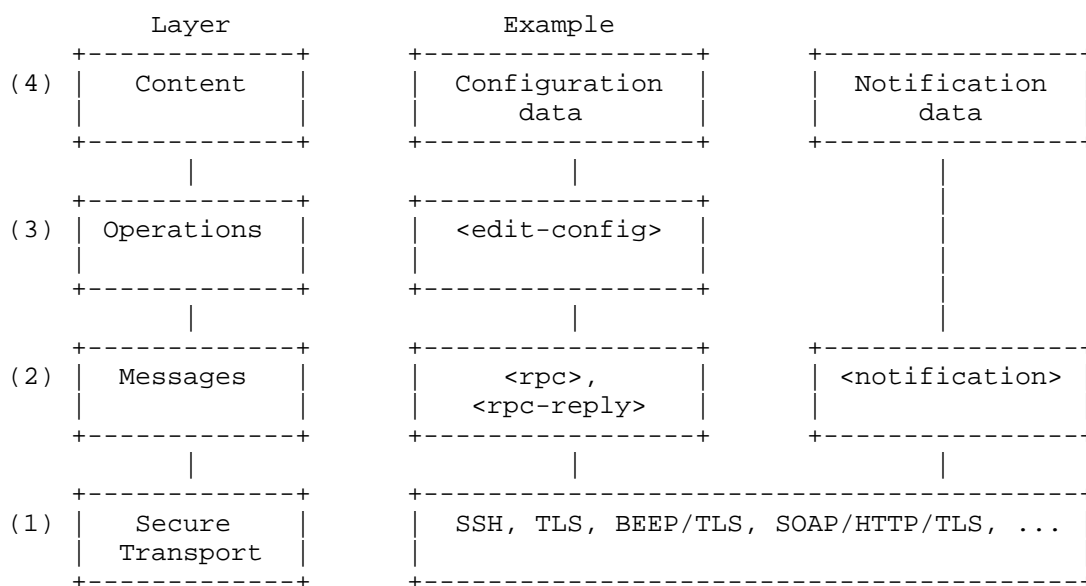 Layer Example
(4) Content Configuration Notification
data data
(3) Operations <edit-config>
(2) Messages <rpc>, <notification>
<rpc-reply>
(1) Secure SSH, TLS, BEEP/TLS, SOAP/HTTP/TLS, ...
Transport